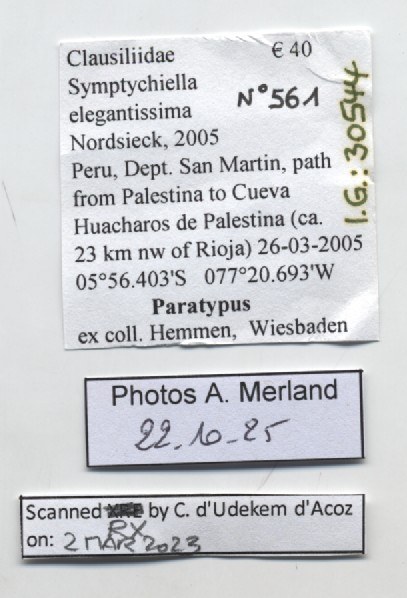 Clausiliidae € 40
Symptychiella
elegantissima N°561
Nordsieck, 2005
Peru, Dept. San Martin, path
from Palestina to Cueva
Huacharos de Palestina (ca.
23 km nw of Rioja) 26-03-2005
05°56.403'S 077°20.693'W
Paratypus
ex coll. Hemmen, Wiesbaden
I.G.: 30544
Photos A. Merland
22-10-25
Scanned by C. d'Udekem d'Acoz
RX
on: 2 MAR 2023